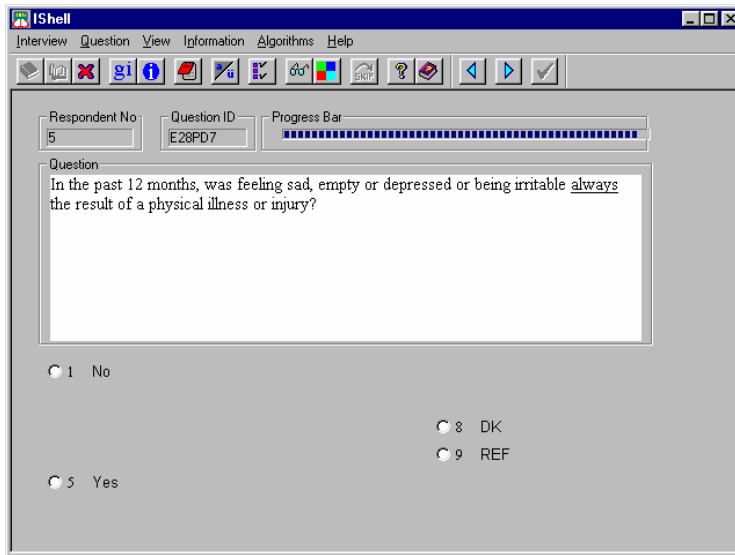 IShell
Interview Question View Information Algorithms Help
gi i a/ü SKIP ?
Respondent No Question ID Progress Bar
5 E28PD7
Question
In the past 12 months, was feeling sad, empty or depressed or being irritable always
the result of a physical illness or injury?
1 No
8 DK
9 REF
5 Yes